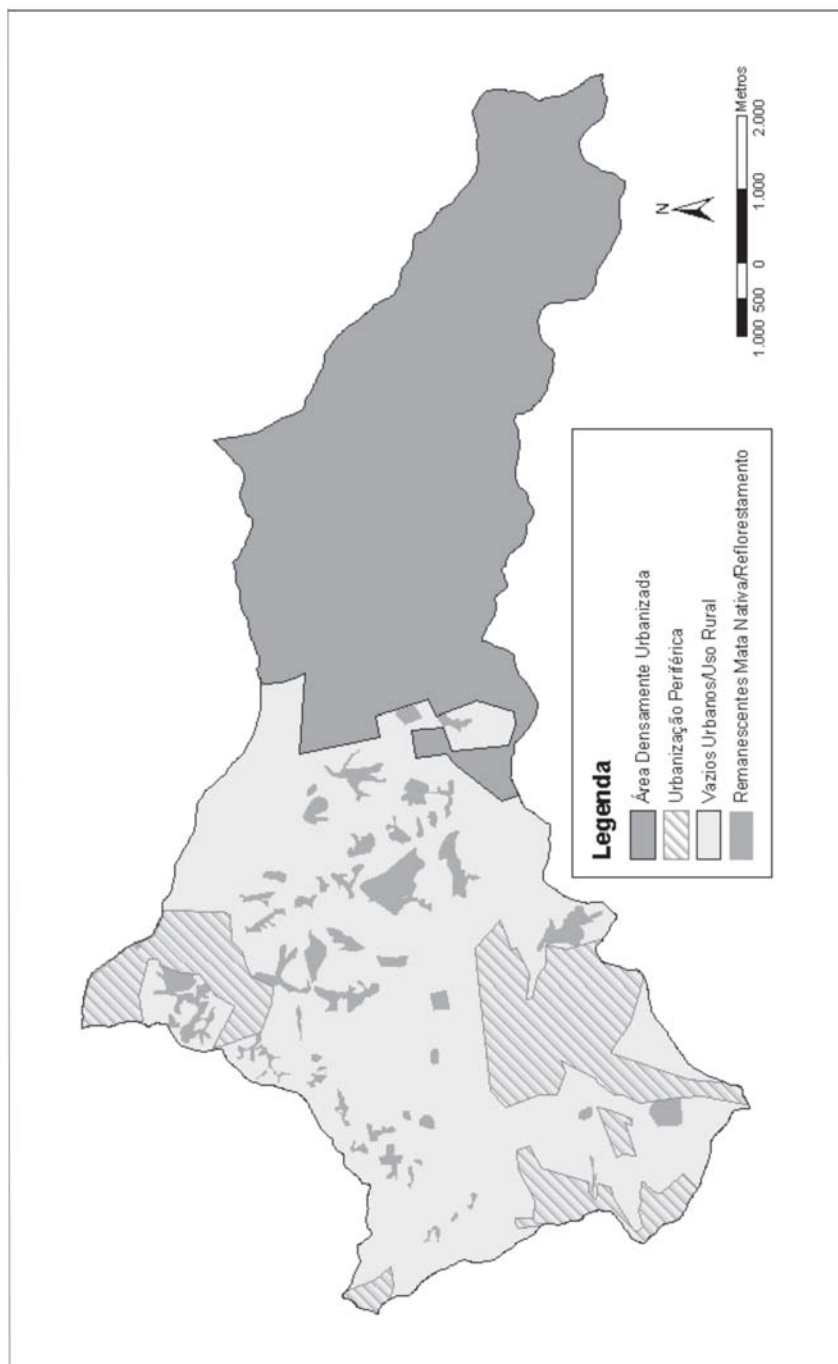 Legenda
Área Densamente Urbanizada
Urbanização Periférica
Vazios Urbanos/Uso Rural
Remanescentes Mata Nativa/Reflorestamento
N
1.000 500 0 1.000 2.000
Metros